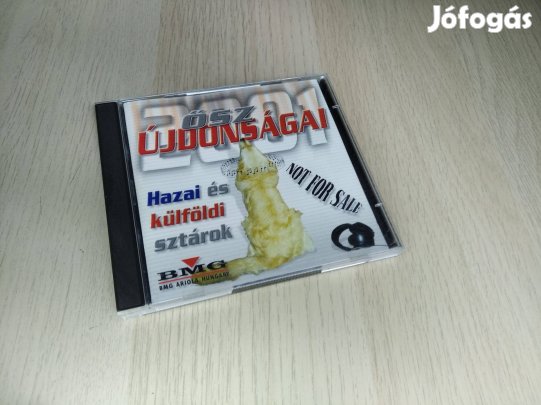 Jófogás
2001
ŐSZ
ÚJDONSÁGAI
NOT FOR SALE
Hazai és
külföldi
sztárok
BMG
BMG ARIOLA HUNGARY